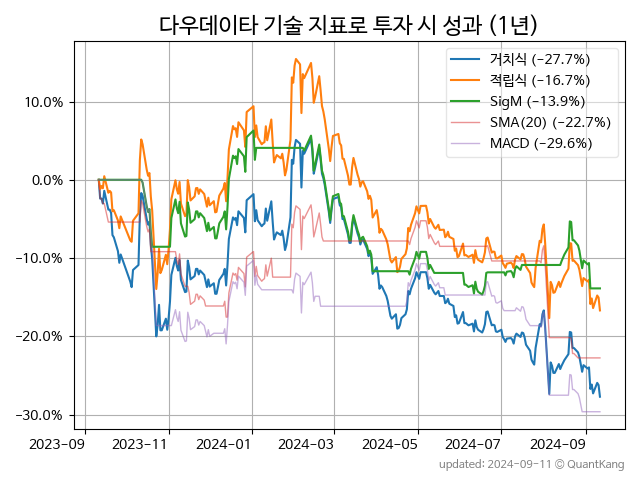 다우데이타 기술 지표로 투자 시 성과 (1년)
거치식 (−27.7%)
적립식 (−16.7%)
SigM (−13.9%)
SMA(20) (−22.7%)
MACD (−29.6%)
10.0%
0.0%
−10.0%
−20.0%
−30.0%
2023-09 2023-11 2024-01 2024-03 2024-05 2024-07 2024-09
updated: 2024-09-11 © QuantKang